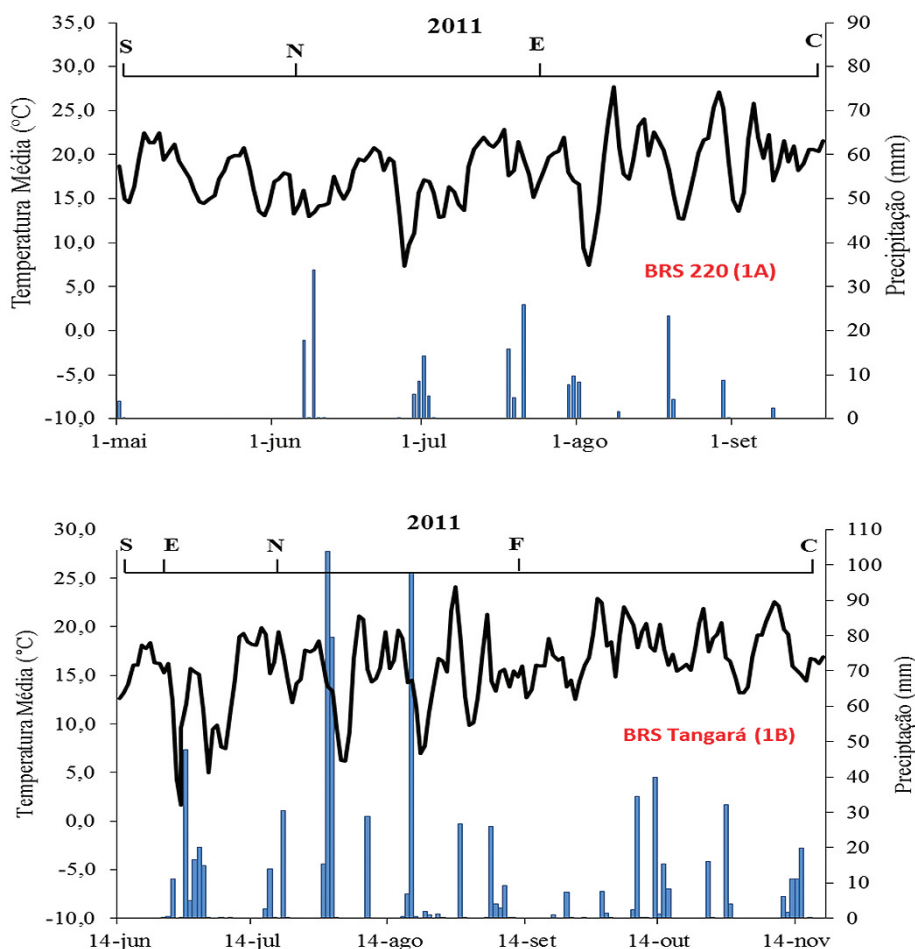 2011
S N E C
35,0 90
30,0 80
25,0 70
20,0 60
15,0 50
10,0 40
5,0 30
0,0 20
-5,0 10
-10,0 0
Temperatura Média (ºC)
Precipitação (mm)
BRS 220 (1A)
1-mai 1-jun 1-jul 1-ago 1-set
2011
S E N F C
30,0 110
25,0 100
20,0 90
15,0 80
10,0 70
5,0 60
0,0 50
-5,0 40
-10,0 30
20
10
0
Temperatura Média (°C)
Preciptação (mm)
BRS Tangará (1B)
14-jun 14-jul 14-ago 14-set 14-out 14-nov